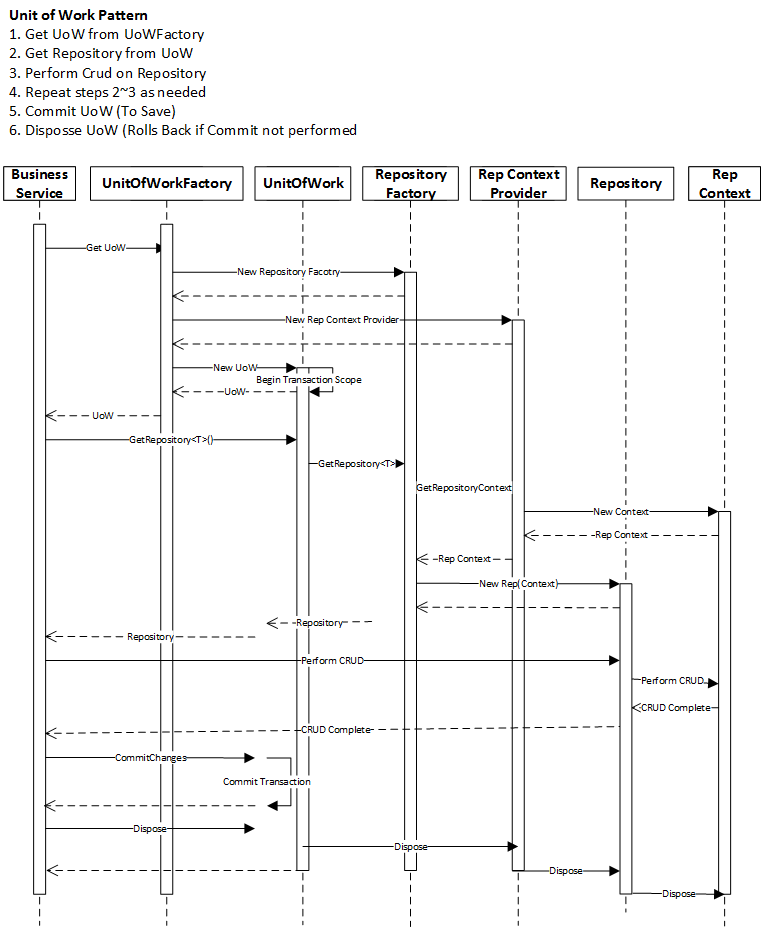 Unit of Work Pattern
1. Get UoW from UoWFactory
2. Get Repository from UoW
3. Perform Crud on Repository
4. Repeat steps 2~3 as needed
5. Commit UoW (To Save)
6. Disposse UoW (Rolls Back if Commit not performed
Business
Service
UnitOfWorkFactory
UnitOfWork
Repository
Factory
Rep Context
Provider
Repository
Rep
Context
Get UoW
New Repository Facotry
New Rep Context Provider
New UoW
Begin Transaction Scope
UoW
UoW
GetRepository<T>()
GetRepository<T>
GetRepositoryContext
New Context
Rep Context
Rep Context
New Rep(Context)
Repository
Repository
Perform CRUD
Perform CRUD
CRUD Complete
CRUD Complete
CommitChanges
Commit Transaction
Dispose
Dispose
Dispose
Dispose